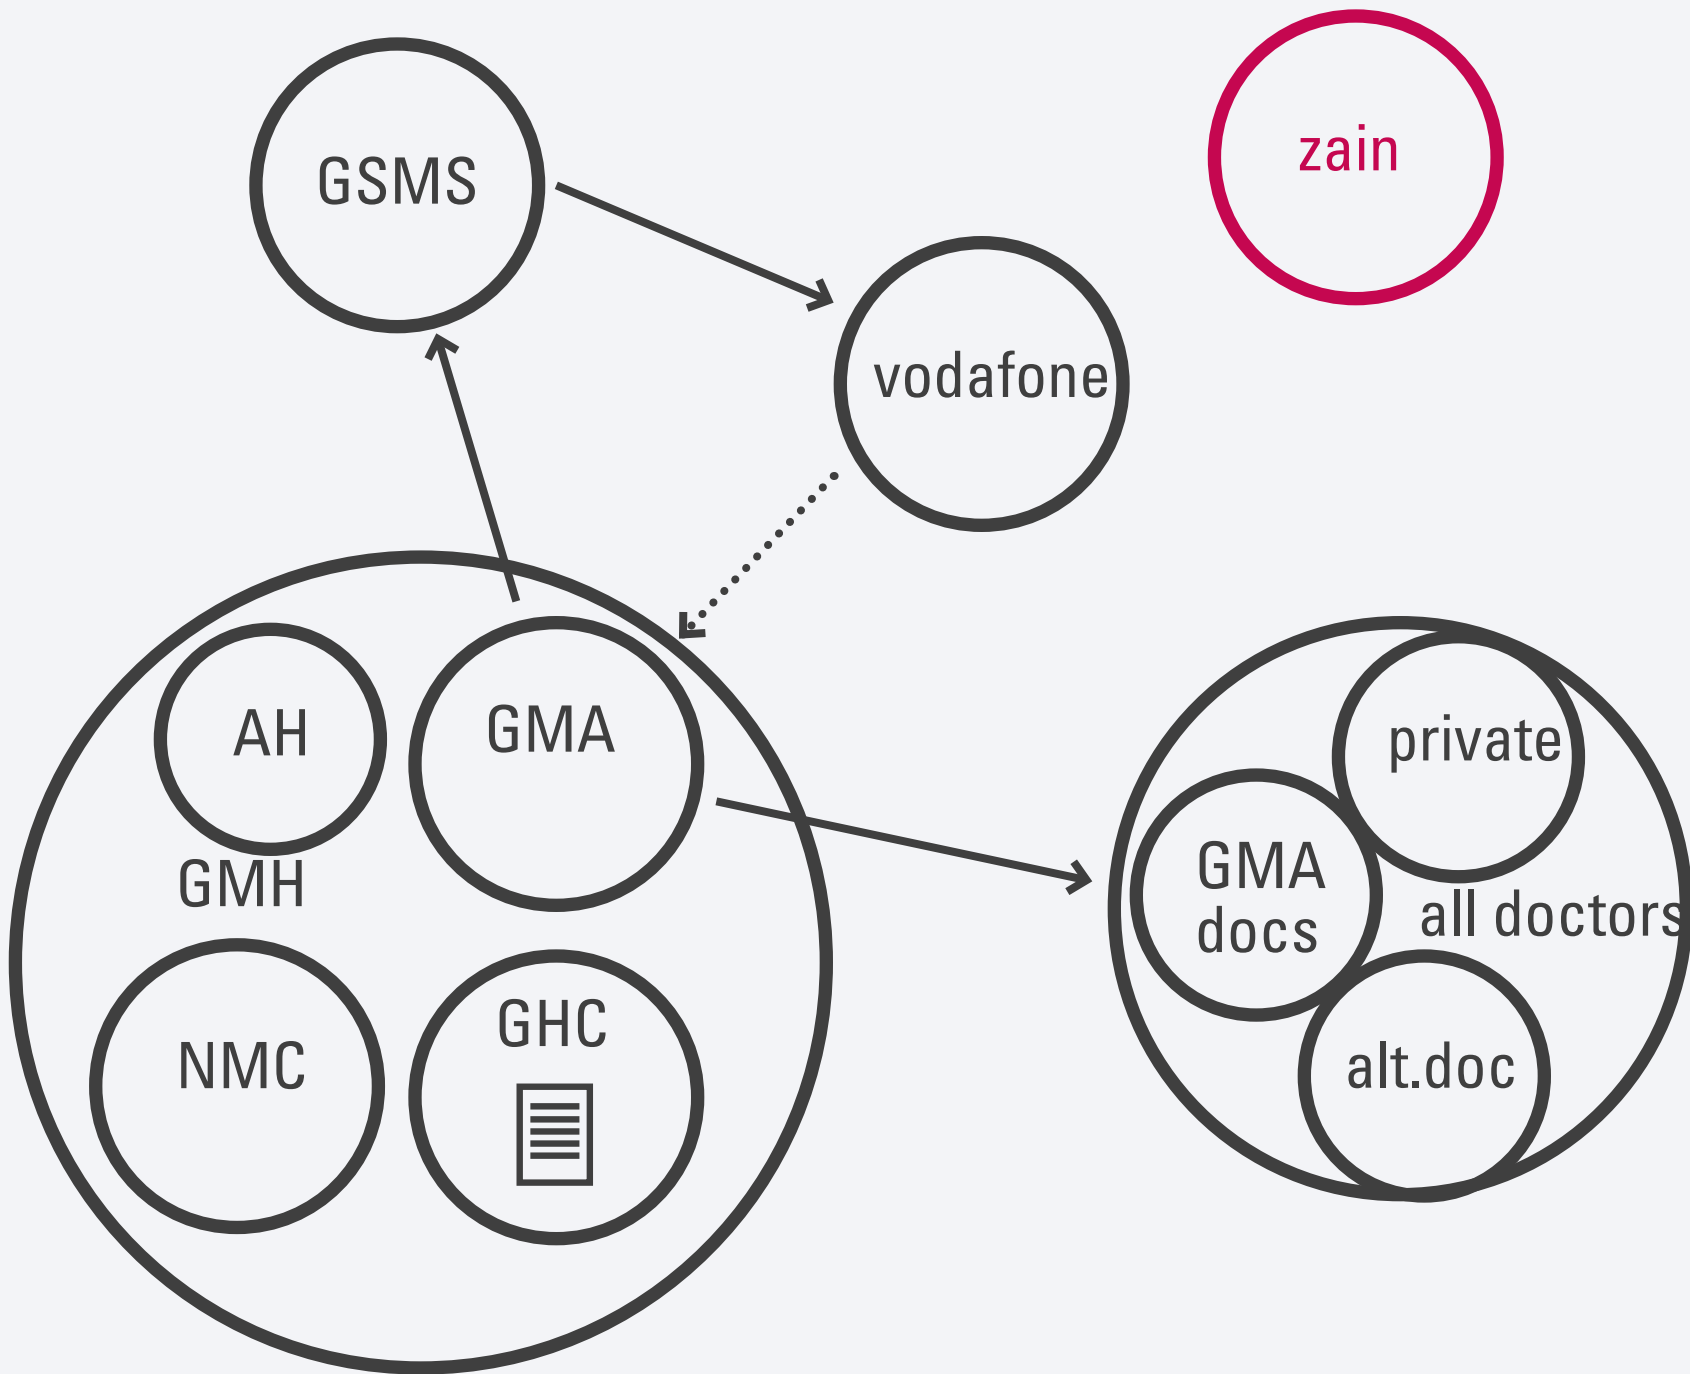 zain
GSMS
vodafone
AH
GMA
GMH
NMC
GHC
private
GMA
docs
all doctors
alt.doc